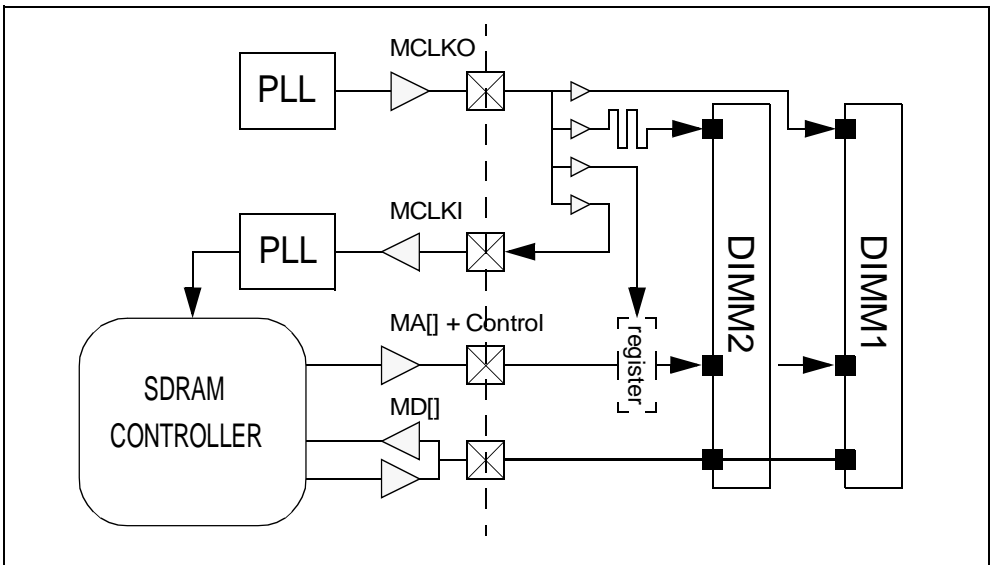 MCLKO
PLL
MCLKI
PLL
MA[] + Control
register
DIMM2
DIMM1
SDRAM
CONTROLLER
MD[]